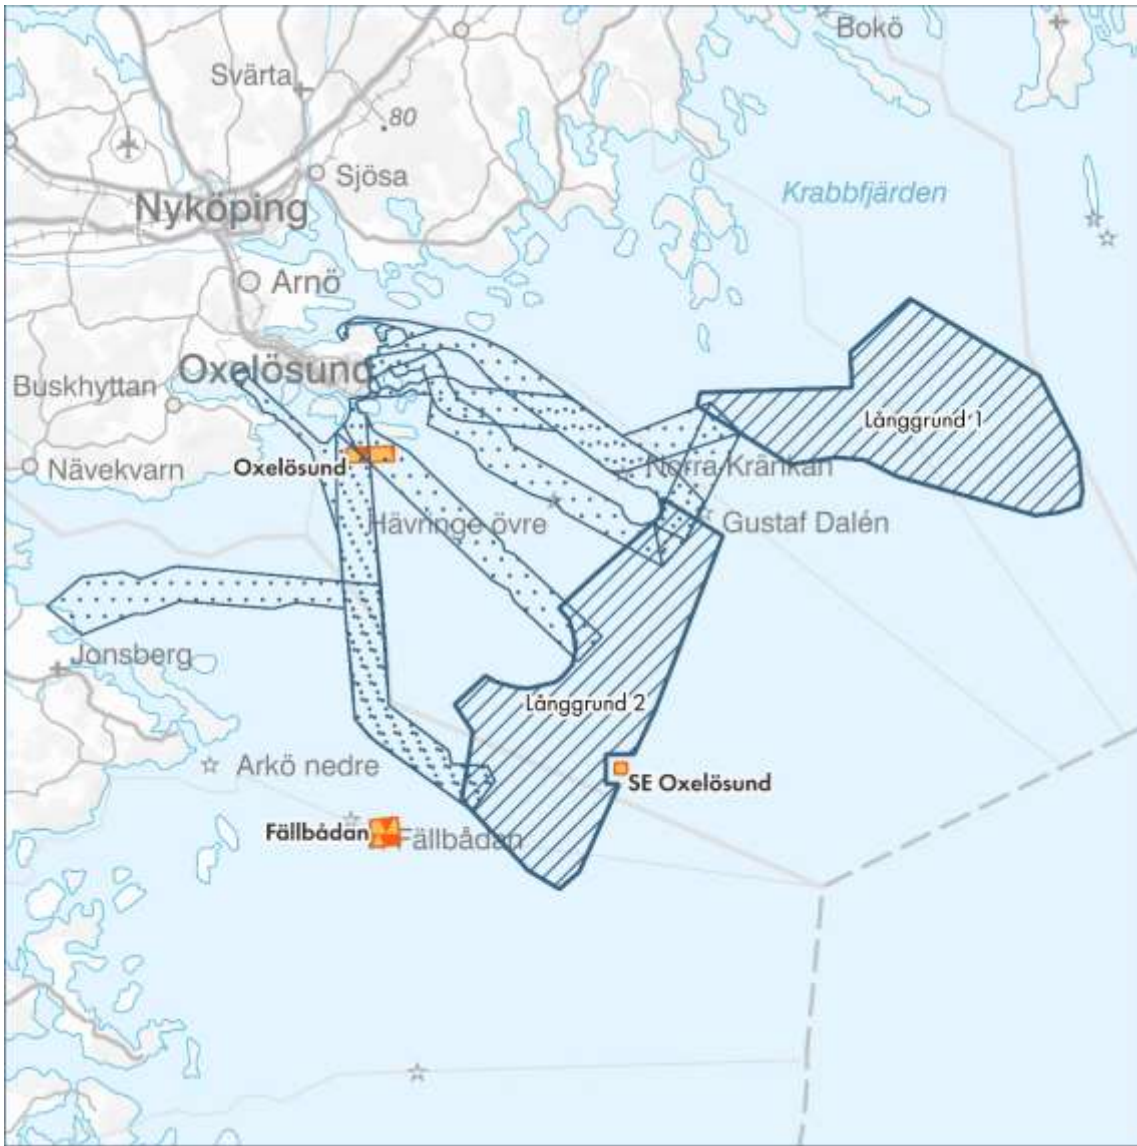 Bokö
Svärta
80
Sjösa
Krabbfjärden
Nyköping
Arnö
Oxelösund
Buskhyttan
Långgrund 1
Nävekvarn
Oxelösund
Norra Kränkan
Hävringe övre
Gustaf Dalén
Jonsberg
Långgrund 2
Arkö nedre
SE Oxelösund
Fällbådan
Fällbådan